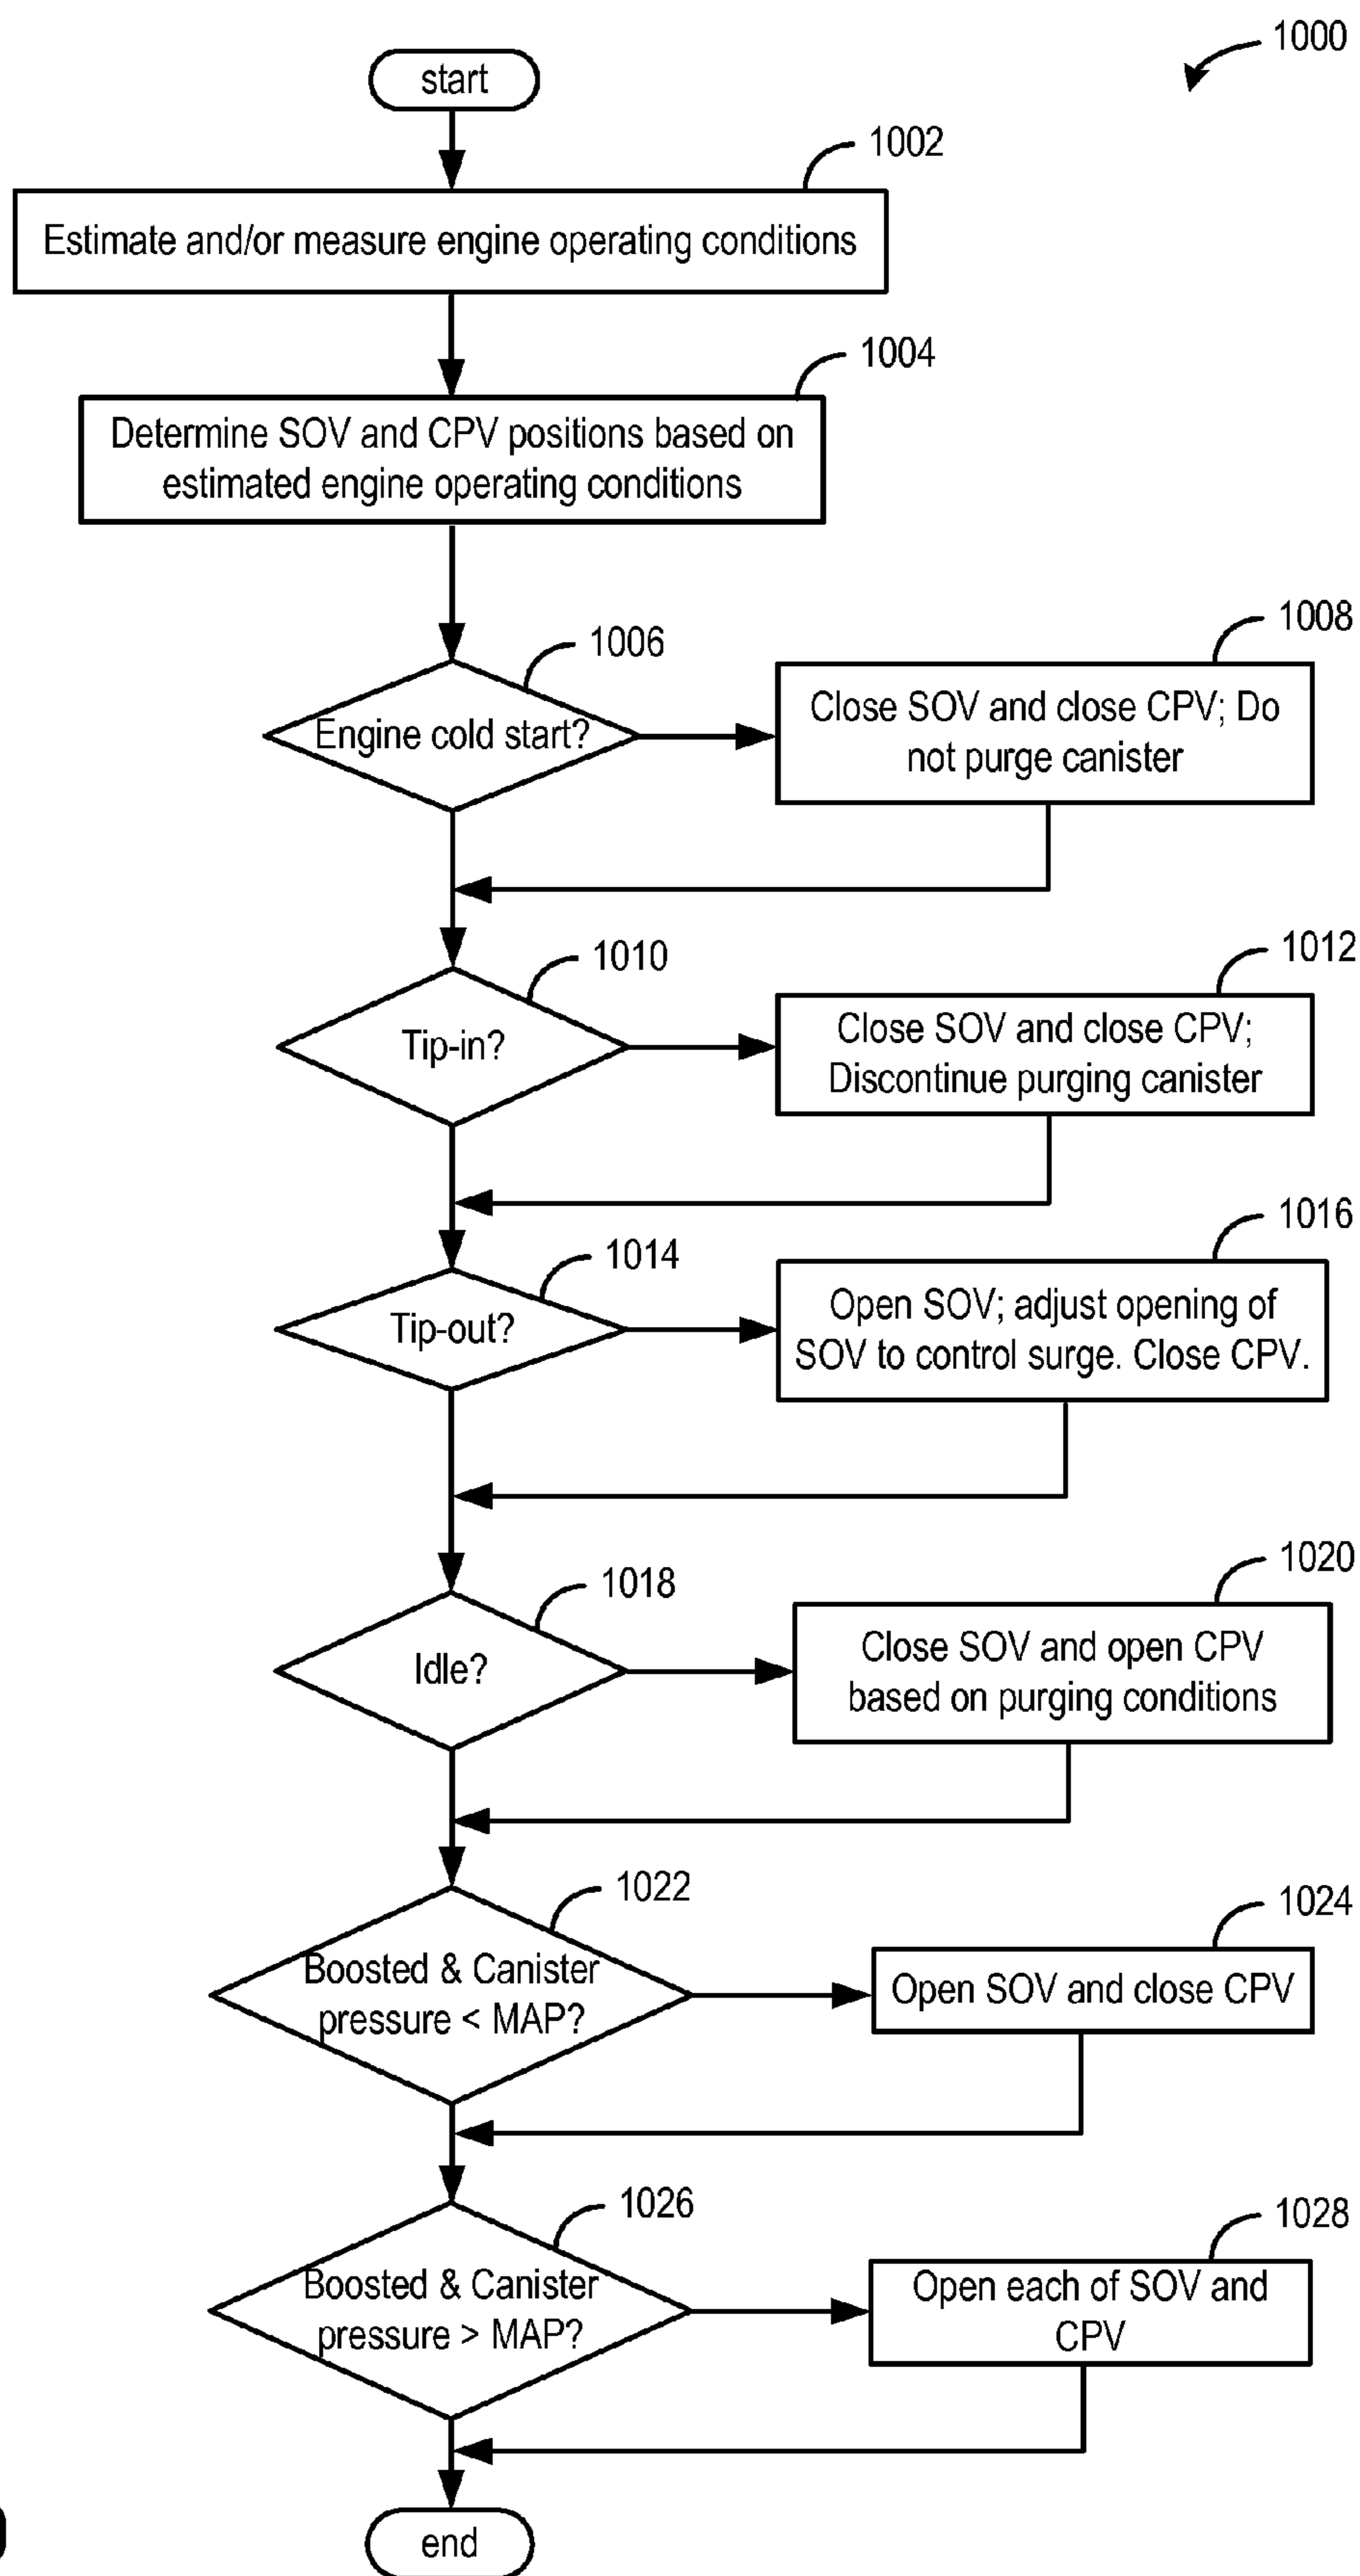 1000
start
1002
Estimate and/or measure engine operating conditions
1004
Determine SOV and CPV positions based on
estimated engine operating conditions
1006
Engine cold start?
1008
Close SOV and close CPV; Do
not purge canister
1010
Tip-in?
1012
Close SOV and close CPV;
Discontinue purging canister
1014
Tip-out?
1016
Open SOV; adjust opening of
SOV to control surge. Close CPV.
1018
Idle?
1020
Close SOV and open CPV
based on purging conditions
1022
Boosted & Canister
pressure < MAP?
1024
Open SOV and close CPV
1026
Boosted & Canister
pressure > MAP?
1028
Open each of SOV and
CPV
end